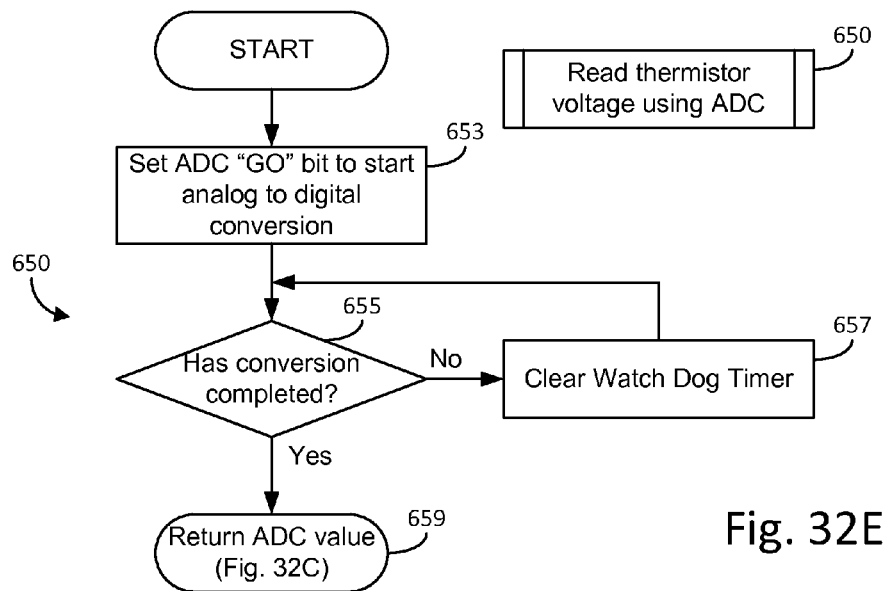 START
Read thermistor
voltage using ADC
650
Set ADC “GO” bit to start
analog to digital
conversion
653
650
Has conversion
completed?
655
No
Clear Watch Dog Timer
657
Yes
Return ADC value
(Fig. 32C)
659
Fig. 32E